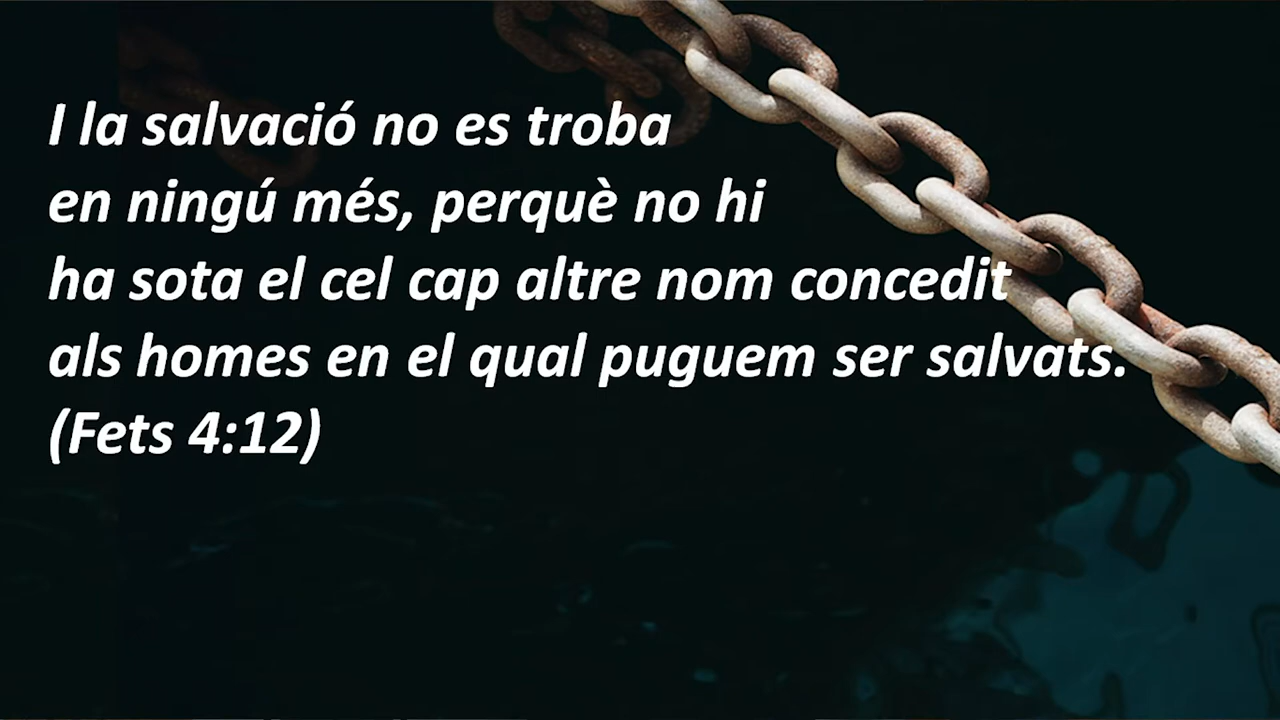 I la salvació no es troba
en ningú més, perquè no hi
ha sota el cel cap altre nom concedit
als homes en el qual puguem ser salvats.
(Fets 4:12)